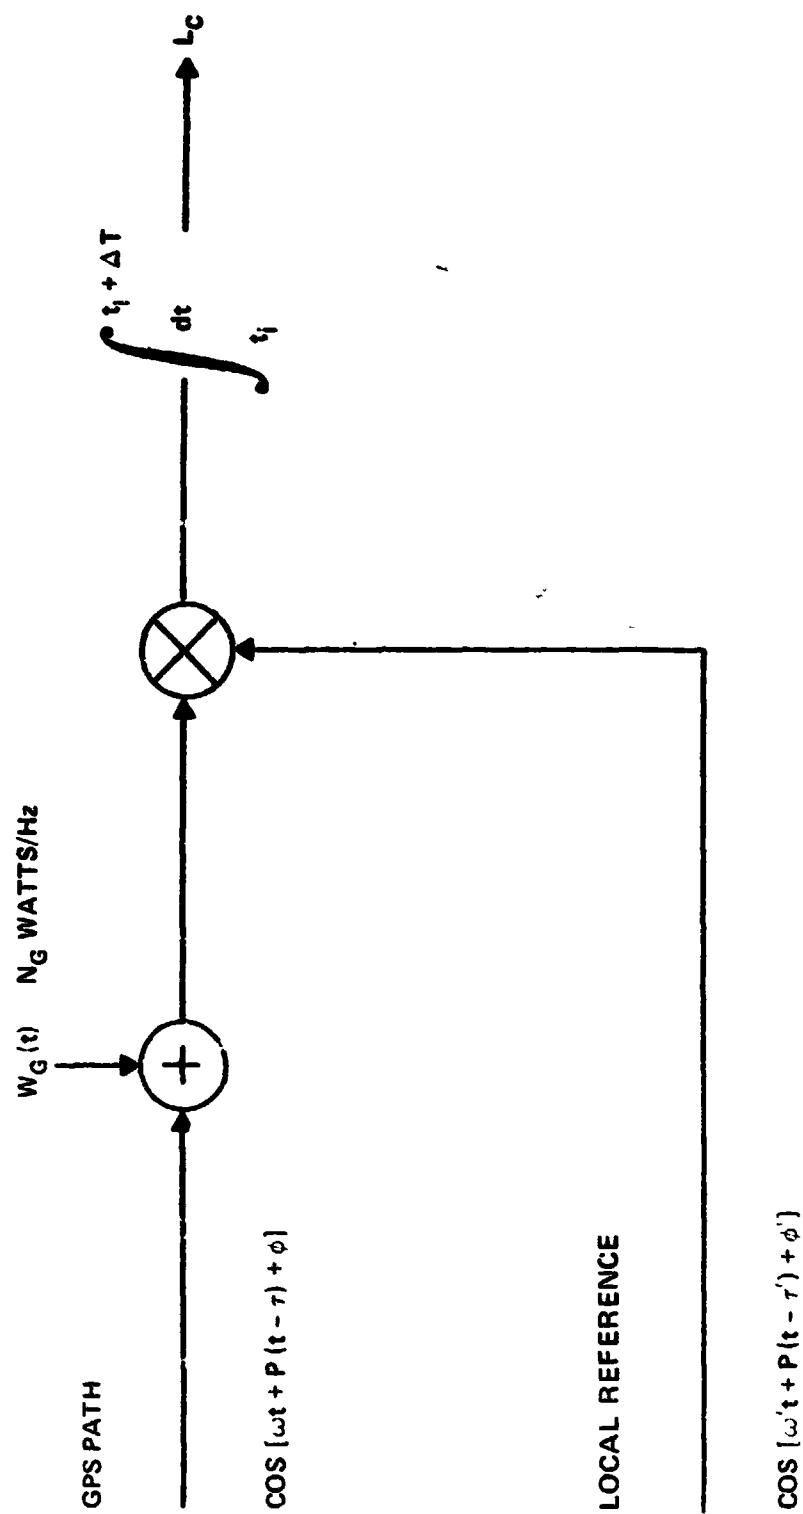 GPS PATH
COS [ωt + P (t − τ) + φ]
W_G (t) N_G WATTS/Hz
+
∫ t_i + ΔT
dt
t_i
L_C
LOCAL REFERENCE
COS [ω't + P (t − τ') + φ']